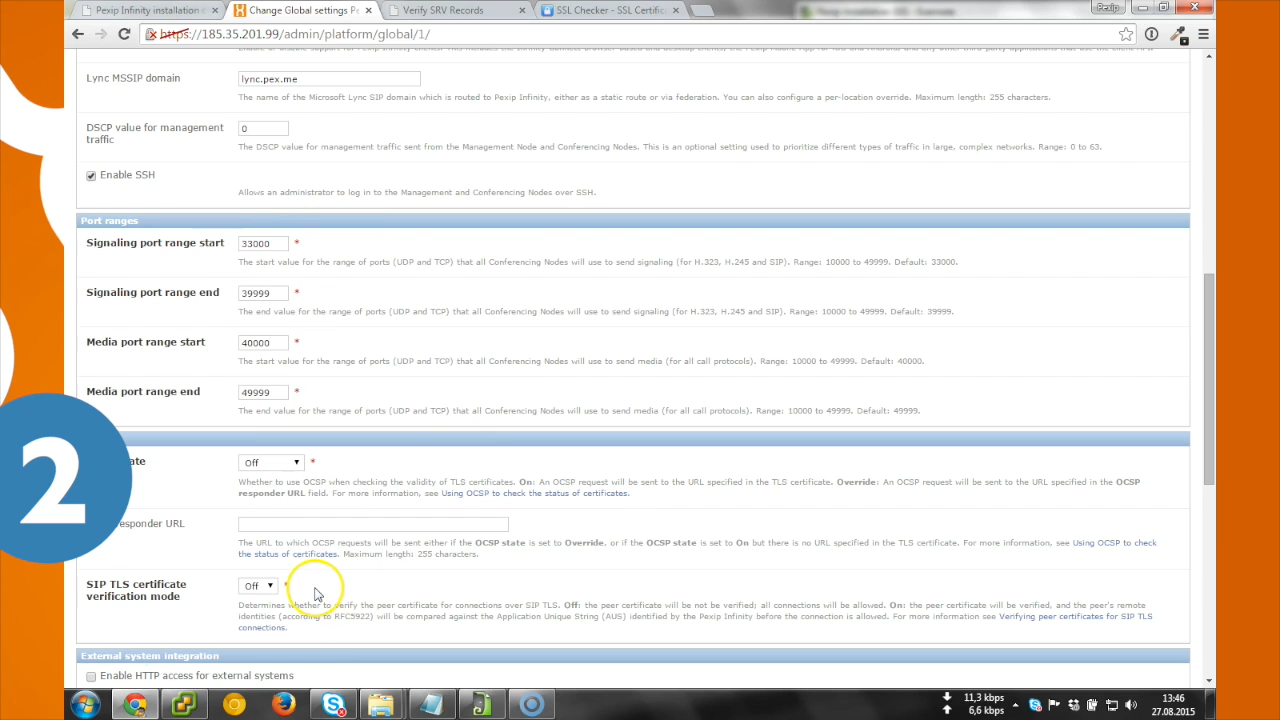 Pexip Infinity installation c
Change Global settings Pe
Verify SRV Records
SSL Checker - SSL Certific
Pexip
https://185.35.201.99/admin/platform/global/1/
Lync MSSIP domain
lync.pex.me
The name of the Microsoft Lync SIP domain which is routed to Pexip Infinity, either as a static route or via federation. You can also configure a per-location override. Maximum length: 255 characters.
DSCP value for management
traffic
0
The DSCP value for management traffic sent from the Management Node and Conferencing Nodes. This is an optional setting used to prioritize different types of traffic in large, complex networks. Range: 0 to 63.
Enable SSH
Allows an administrator to log in to the Management and Conferencing Nodes over SSH.
Port ranges
Signaling port range start
33000 *
The start value for the range of ports (UDP and TCP) that all Conferencing Nodes will use to send signaling (for H.323, H.245 and SIP). Range: 10000 to 49999. Default: 33000.
Signaling port range end
39999 *
The end value for the range of ports (UDP and TCP) that all Conferencing Nodes will use to send signaling (for H.323, H.245 and SIP). Range: 10000 to 49999. Default: 39999.
Media port range start
40000 *
The start value for the range of ports (UDP and TCP) that all Conferencing Nodes will use to send media (for all call protocols). Range: 10000 to 49999. Default: 40000.
Media port range end
49999 *
The end value for the range of ports (UDP and TCP) that all Conferencing Nodes will use to send media (for all call protocols). Range: 10000 to 49999. Default: 49999.
2
ate
Off *
Whether to use OCSP when checking the validity of TLS certificates. On: An OCSP request will be sent to the URL specified in the TLS certificate. Override: An OCSP request will be sent to the URL specified in the OCSP
responder URL field. For more information, see Using OCSP to check the status of certificates.
esponder URL
The URL to which OCSP requests will be sent either if the OCSP state is set to Override, or if the OCSP state is set to On but there is no URL specified in the TLS certificate. For more information, see Using OCSP to check
the status of certificates. Maximum length: 255 characters.
SIP TLS certificate
verification mode
Off *
Determines whether to verify the peer certificate for connections over SIP TLS. Off: the peer certificate will be not be verified; all connections will be allowed. On: the peer certificate will be verified, and the peer's remote
identities (according to RFC5922) will be compared against the Application Unique String (AUS) identified by the Pexip Infinity before the connection is allowed. For more information see Verifying peer certificates for SIP TLS
connections.
External system integration
Enable HTTP access for external systems
11,3 kbps
6,6 kbps
13:46
27.08.2015